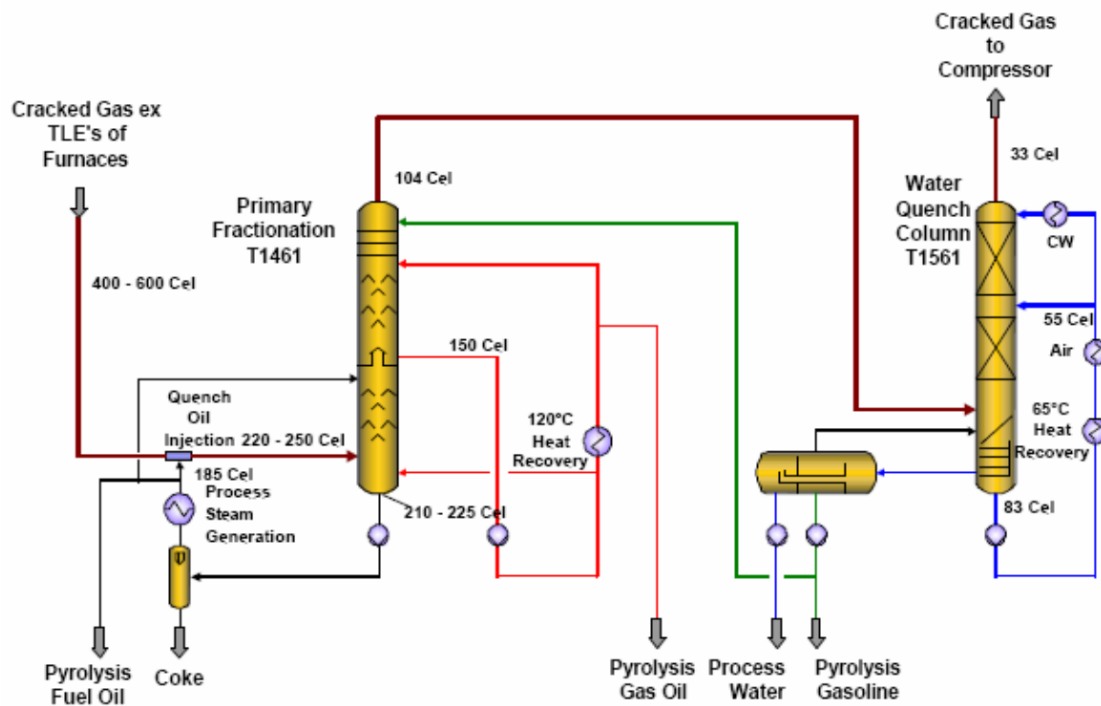 Cracked Gas
to
Compressor
Cracked Gas ex
TLE's of
Furnaces
33 Cel
104 Cel
Primary
Fractionation
T1461
Water
Quench
Column
T1561
CW
400 - 600 Cel
55 Cel
Air
150 Cel
Quench
Oil
Injection 220 - 250 Cel
120°C
Heat
Recovery
65°C
Heat
Recovery
185 Cel
Process
Steam
Generation
210 - 225 Cel
83 Cel
Pyrolysis
Fuel Oil
Coke
Pyrolysis
Gas Oil
Process
Water
Pyrolysis
Gasoline